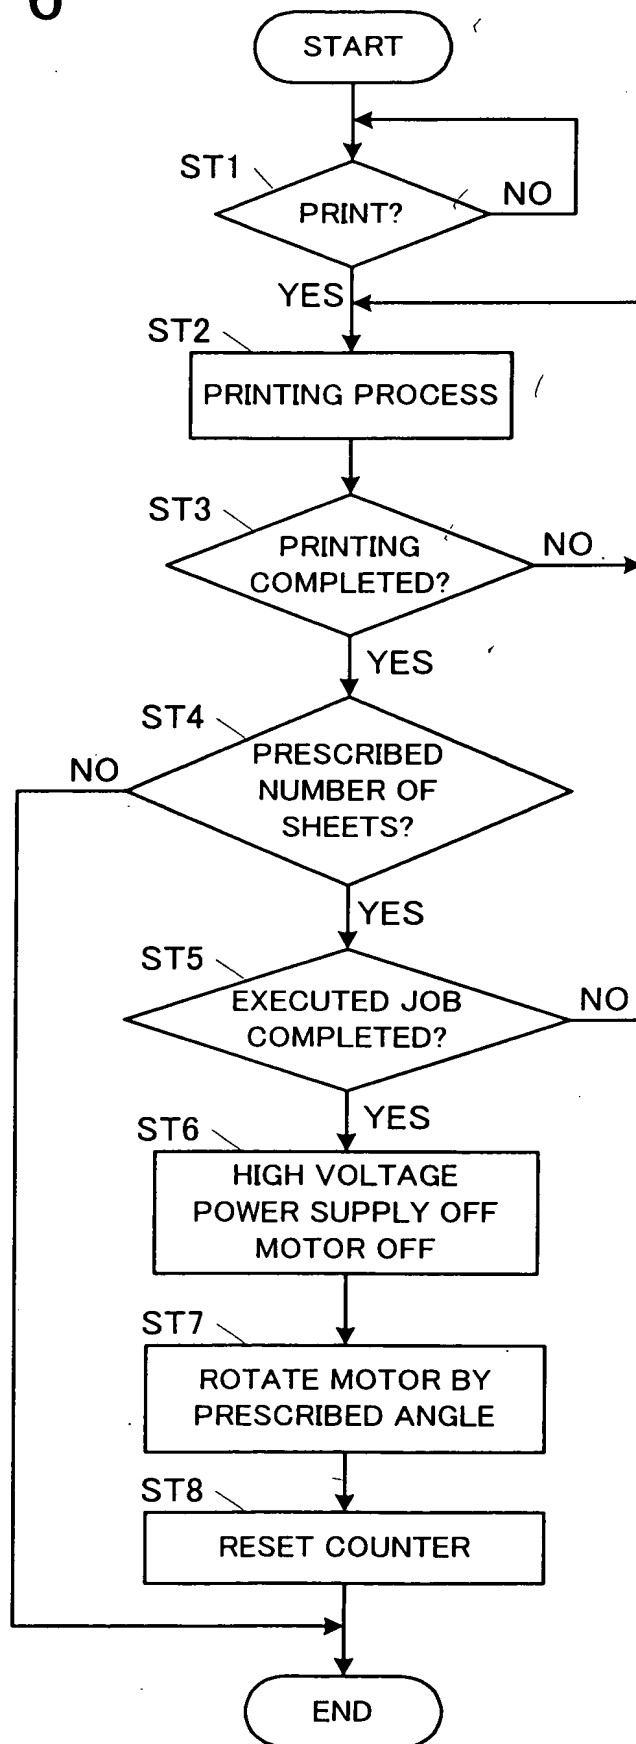 6
START
ST1
PRINT?
NO
YES
ST2
PRINTING PROCESS
ST3
PRINTING
COMPLETED?
NO
YES
ST4
PRESCRIBED
NUMBER OF
SHEETS?
NO
YES
ST5
EXECUTED JOB
COMPLETED?
NO
YES
ST6
HIGH VOLTAGE
POWER SUPPLY OFF
MOTOR OFF
ST7
ROTATE MOTOR BY
PRESCRIBED ANGLE
ST8
RESET COUNTER
END